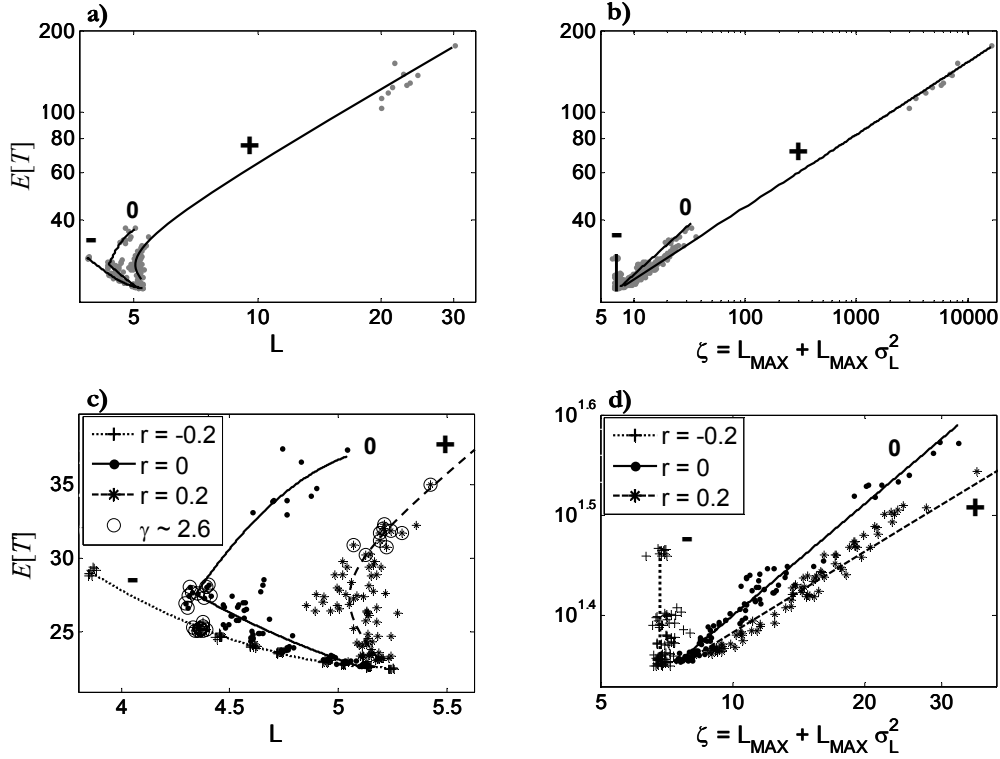 a)
200
100
80
60
40
E[T]
+
0
-
5
10
20
30
L
b)
200
100
80
60
40
+
0
-
5
10
100
1000
10000
ζ = L_MAX + L_MAX σ_L^2
c)
r = -0.2
r = 0
r = 0.2
γ ~ 2.6
0
+
-
35
30
25
E[T]
4
4.5
5
5.5
L
d)
10^1.6
10^1.5
10^1.4
r = -0.2
r = 0
r = 0.2
0
+
-
5
10
20
30
ζ = L_MAX + L_MAX σ_L^2